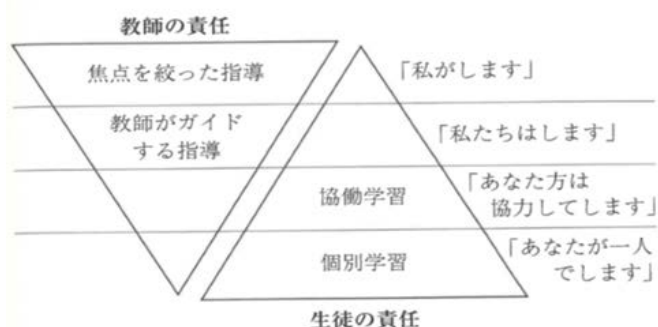 教師の責任
焦点を絞った指導
「私がします」
教師がガイド
する指導
「私たちはします」
協働学習
「あなた方は
協力してします」
個別学習
「あなたが一人
でします」
生徒の責任